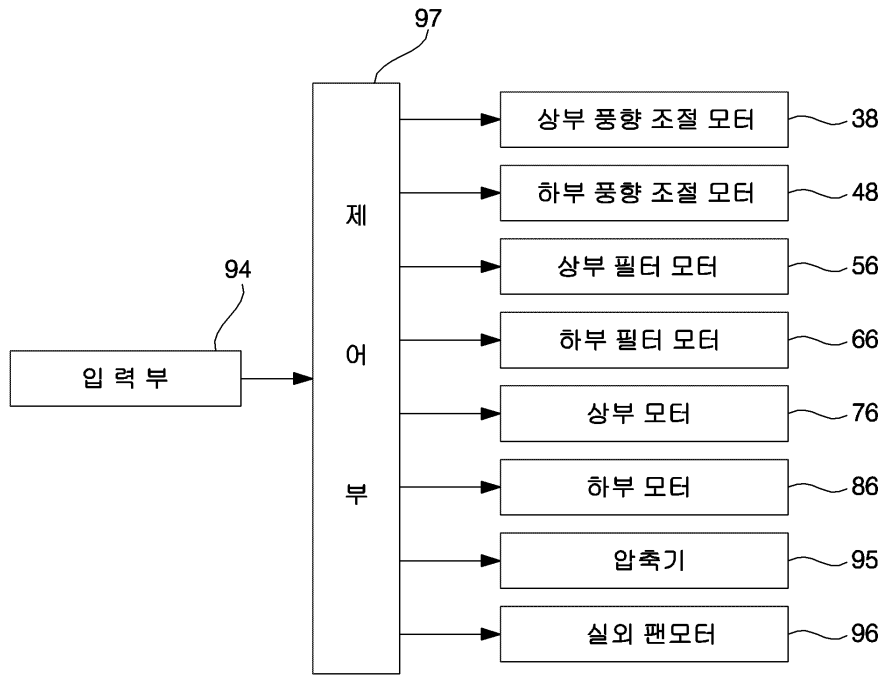 97
상부 풍향 조절 모터 38
하부 풍향 조절 모터 48
제
상부 필터 모터 56
94
하부 필터 모터 66
어
입 력 부
상부 모터 76
하부 모터 86
부
압축기 95
실외 팬모터 96